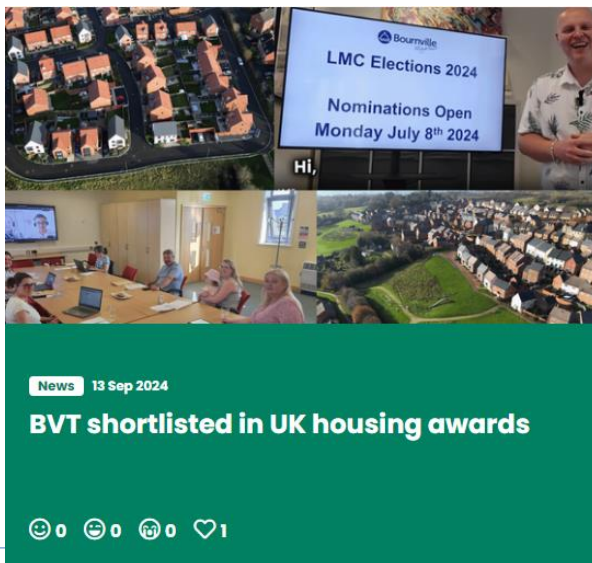 Bournville
LMC Elections 2024
Nominations Open
Monday July 8th 2024
Hi,
News 13 Sep 2024
BVT shortlisted in UK housing awards
0 0 0 1